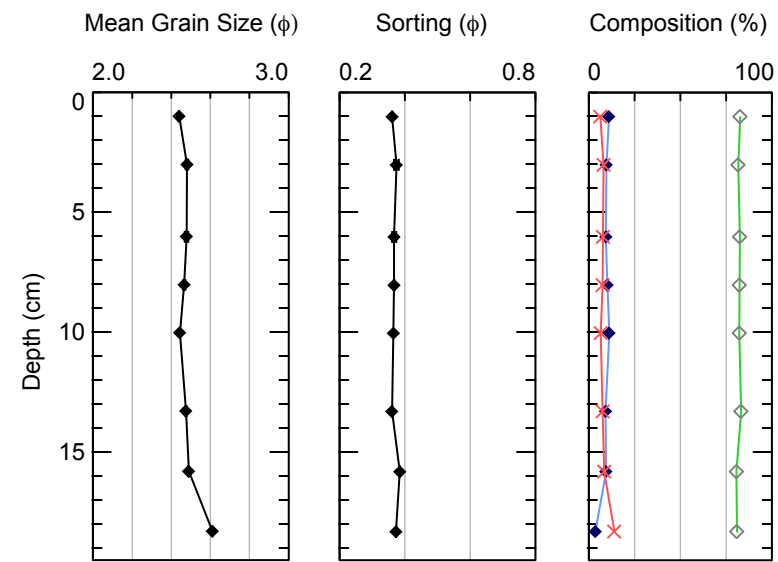 Mean Grain Size (ϕ) Sorting (ϕ) Composition (%)
2.0 3.0 0.2 0.8 0 100
0
5
10
15
Depth (cm)